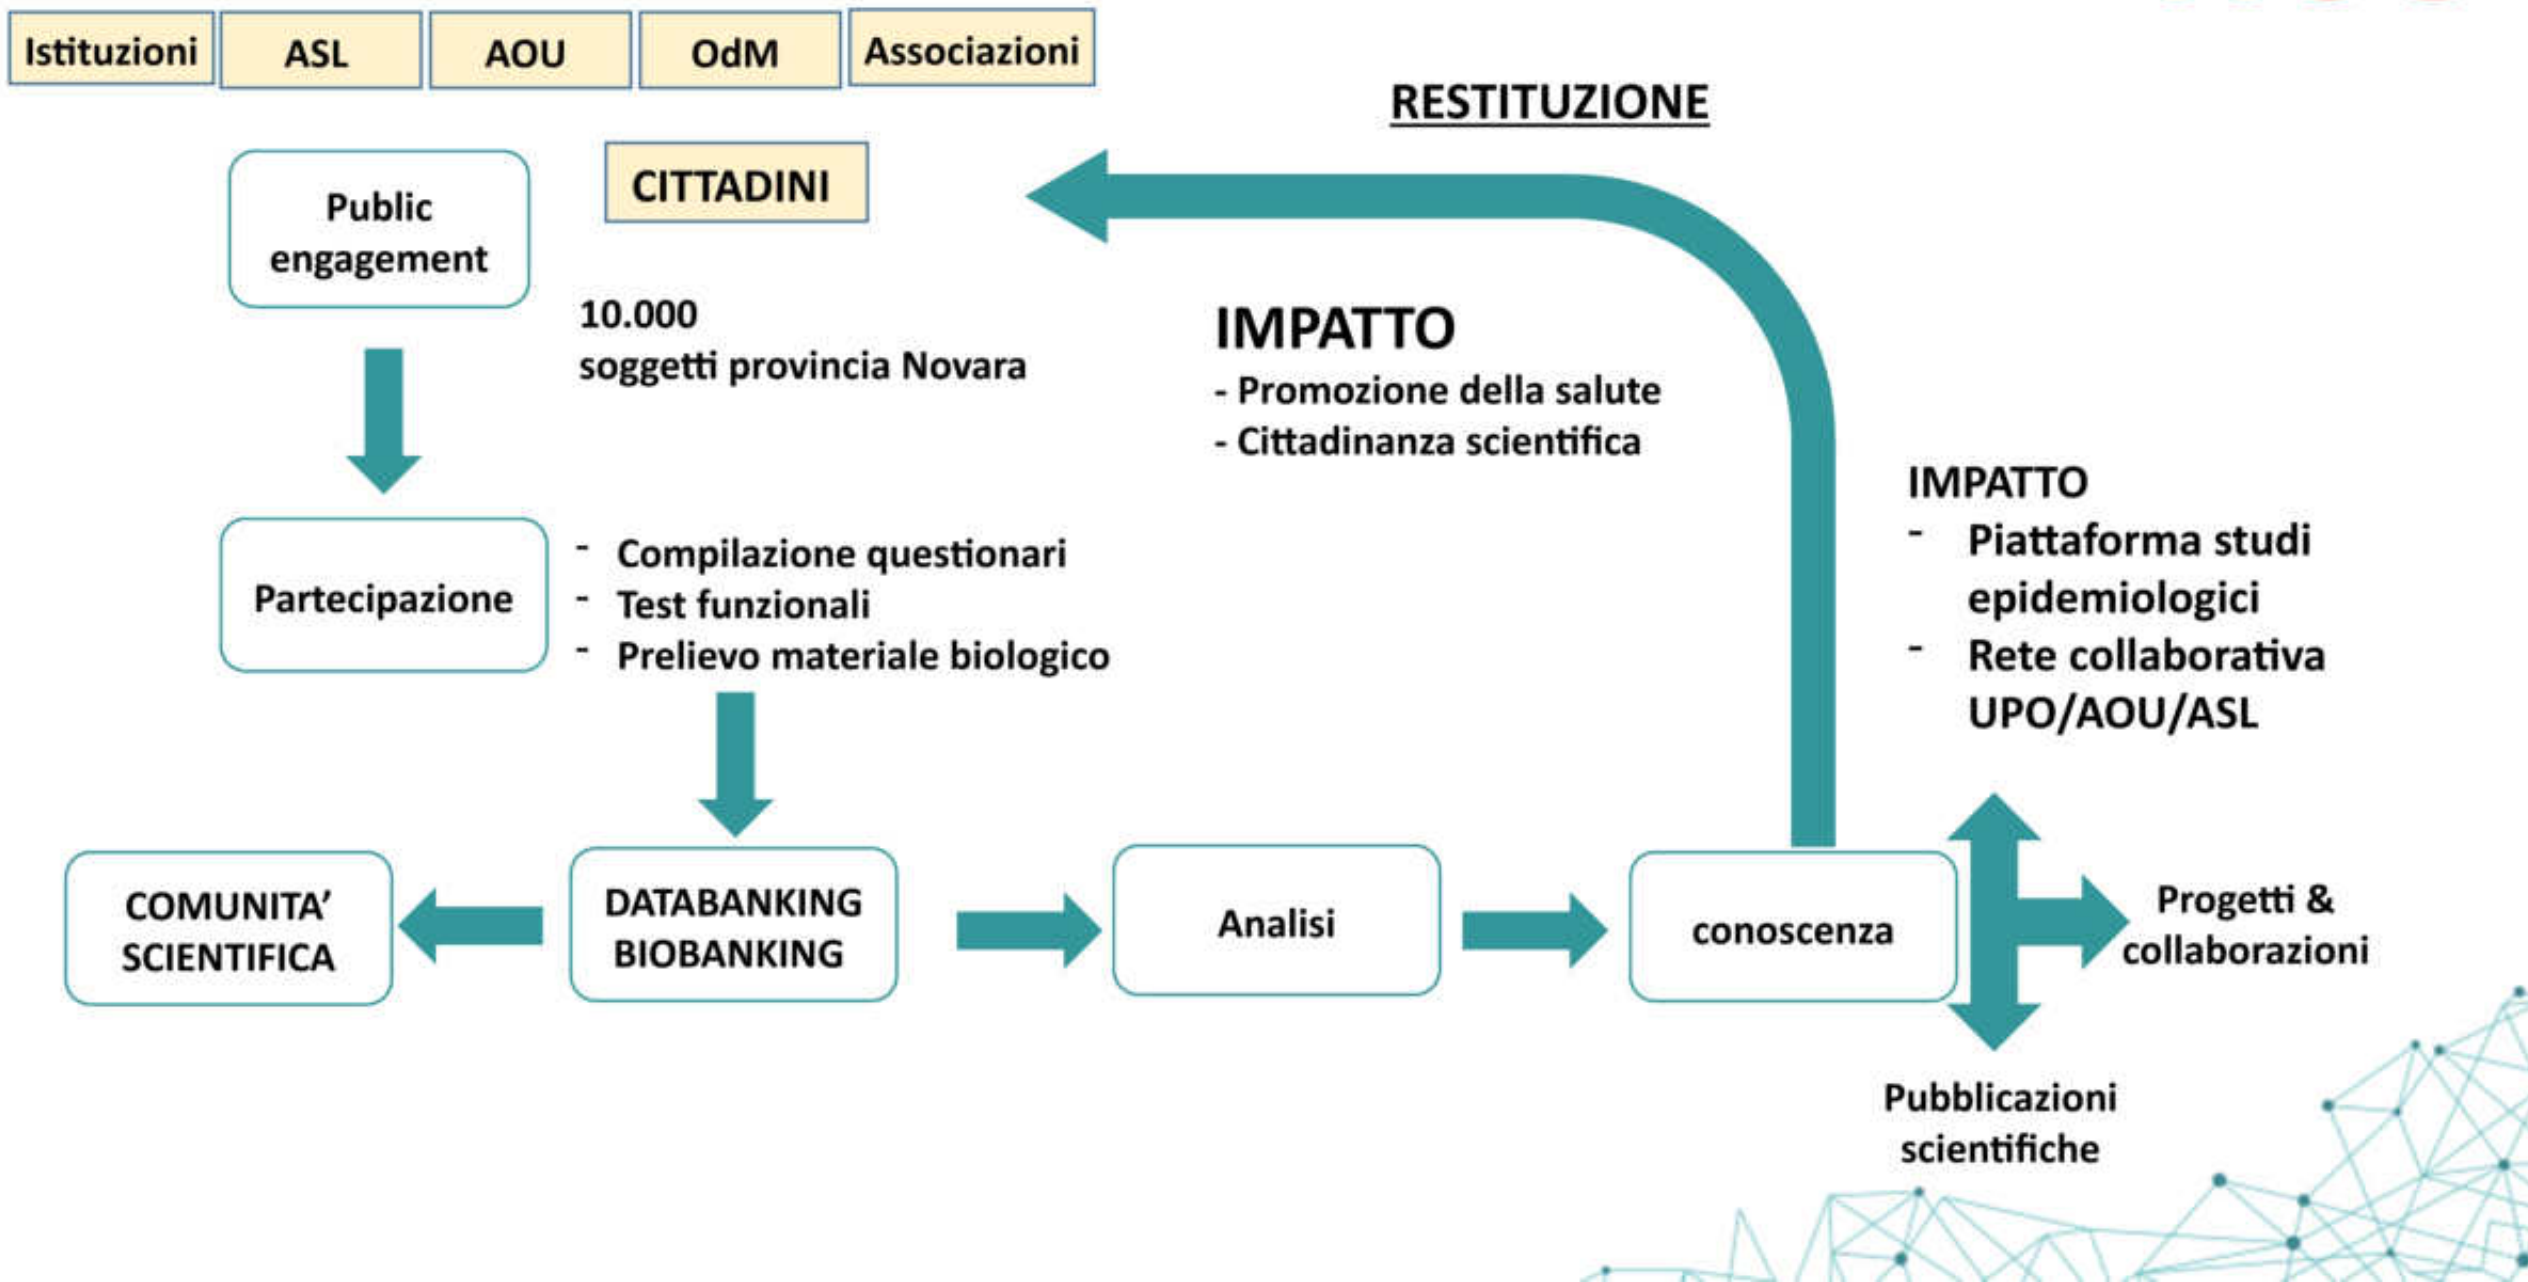 Istituzioni
ASL
AOU
OdM
Associazioni
RESTITUZIONE
Public
engagement
CITTADINI
10.000
soggetti provincia Novara
IMPATTO
- Promozione della salute
- Cittadinanza scientifica
IMPATTO
- Piattaforma studi
epidemiologici
- Rete collaborativa
UPO/AOU/ASL
Partecipazione
- Compilazione questionari
- Test funzionali
- Prelievo materiale biologico
COMUNITA’
SCIENTIFICA
DATABANKING
BIOBANKING
Analisi
conoscenza
Progetti &
collaborazioni
Pubblicazioni
scientifiche